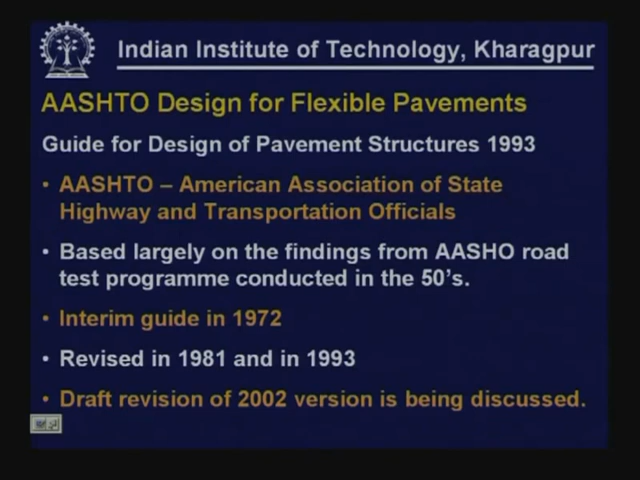 Indian Institute of Technology, Kharagpur
AASHTO Design for Flexible Pavements
Guide for Design of Pavement Structures 1993
• AASHTO – American Association of State
Highway and Transportation Officials
• Based largely on the findings from AASHO road
test programme conducted in the 50's.
• Interim guide in 1972
• Revised in 1981 and in 1993
• Draft revision of 2002 version is being discussed.